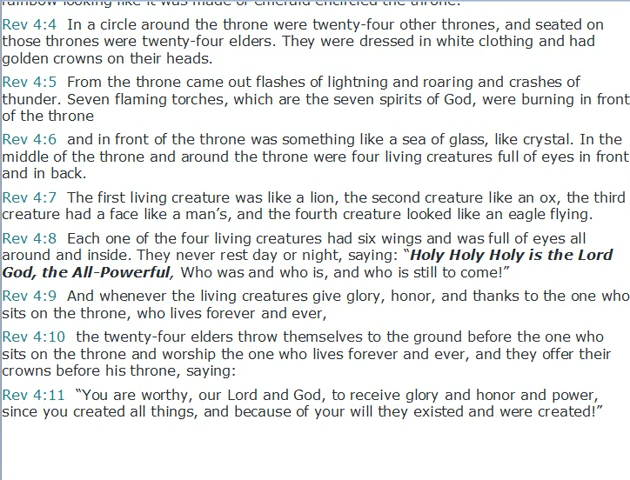 rainbow looking like it was made of emerald encircled the throne.
Rev 4:4 In a circle around the throne were twenty-four other thrones, and seated on
those thrones were twenty-four elders. They were dressed in white clothing and had
golden crowns on their heads.
Rev 4:5 From the throne came out flashes of lightning and roaring and crashes of
thunder. Seven flaming torches, which are the seven spirits of God, were burning in front
of the throne
Rev 4:6 and in front of the throne was something like a sea of glass, like crystal. In the
middle of the throne and around the throne were four living creatures full of eyes in front
and in back.
Rev 4:7 The first living creature was like a lion, the second creature like an ox, the third
creature had a face like a man’s, and the fourth creature looked like an eagle flying.
Rev 4:8 Each one of the four living creatures had six wings and was full of eyes all
around and inside. They never rest day or night, saying: “Holy Holy Holy is the Lord
God, the All-Powerful, Who was and who is, and who is still to come!”
Rev 4:9 And whenever the living creatures give glory, honor, and thanks to the one who
sits on the throne, who lives forever and ever,
Rev 4:10 the twenty-four elders throw themselves to the ground before the one who
sits on the throne and worship the one who lives forever and ever, and they offer their
crowns before his throne, saying:
Rev 4:11 “You are worthy, our Lord and God, to receive glory and honor and power,
since you created all things, and because of your will they existed and were created!”